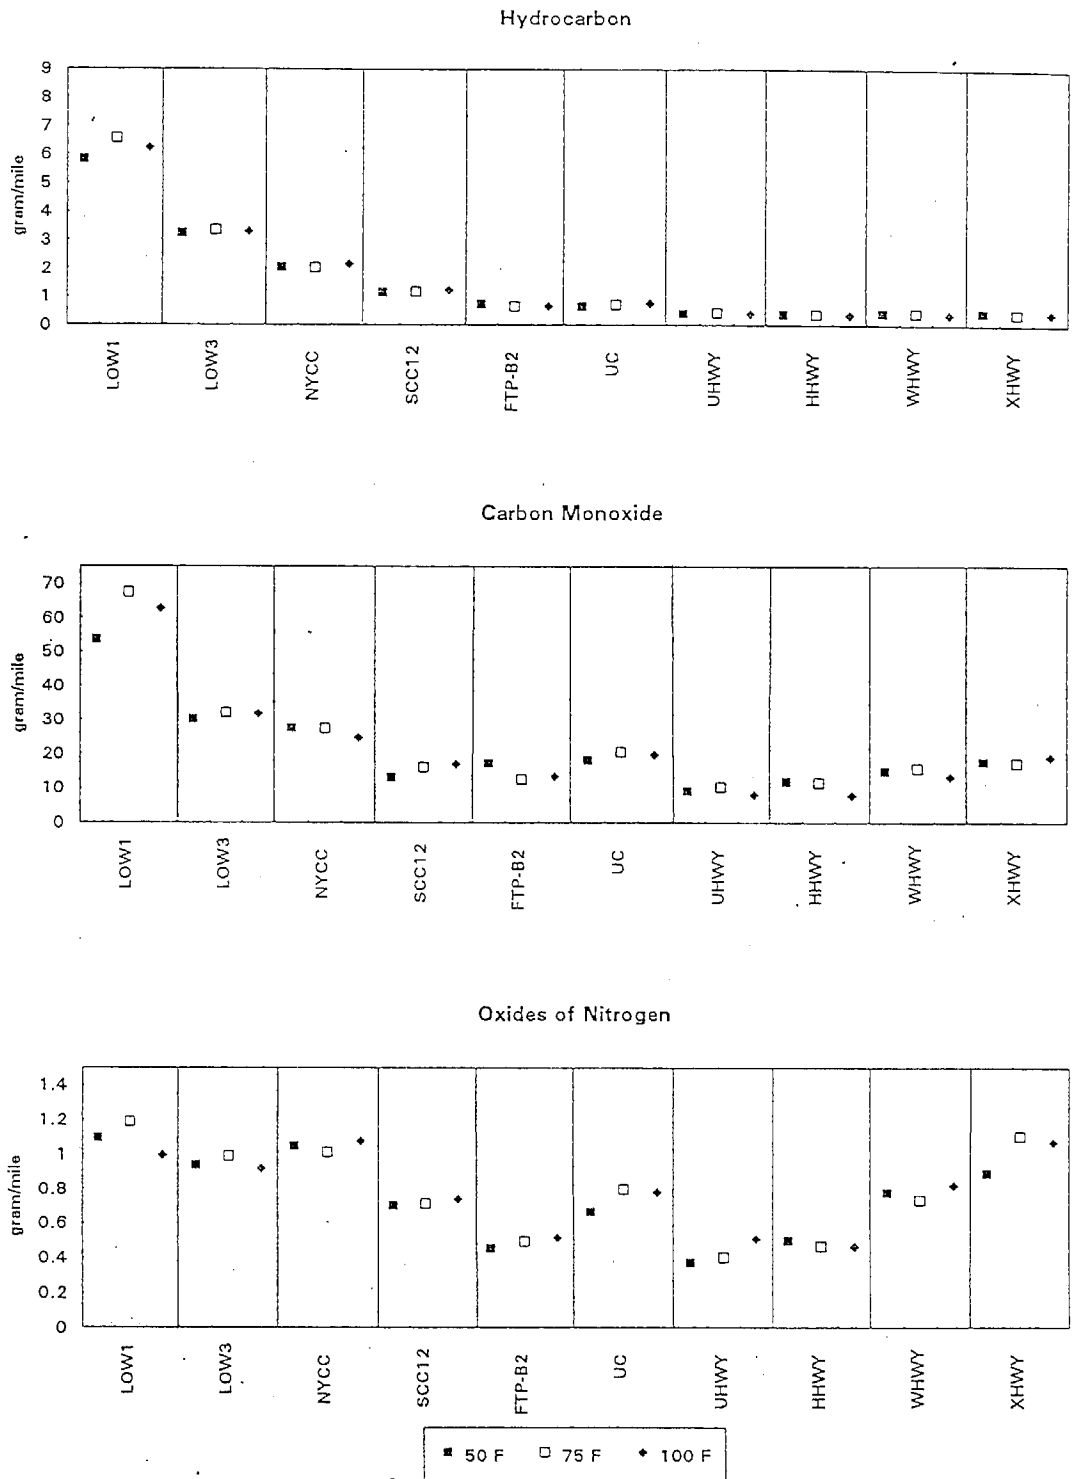 Hydrocarbon
9
8
7
6
5
4
3
2
1
0
gram/mile
LOW1
LOW3
NYCC
SCC12
FTP-B2
UC
UHWY
HHWY
WHWY
XHWY
Carbon Monoxide
70
60
50
40
30
20
10
0
gram/mile
LOW1
LOW3
NYCC
SCC12
FTP-B2
UC
UHWY
HHWY
WHWY
XHWY
Oxides of Nitrogen
1.4
1.2
1
0.8
0.6
0.4
0.2
0
gram/mile
LOW1
LOW3
NYCC
SCC12
FTP-B2
UC
UHWY
HHWY
WHWY
XHWY
50 F 75 F 100 F